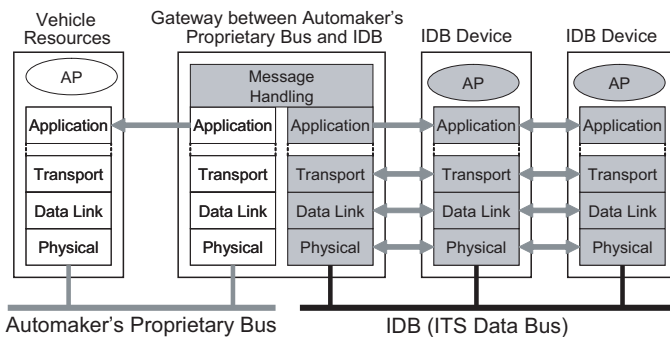 Vehicle
Resources
Gateway between Automaker's
Proprietary Bus and IDB
IDB Device
IDB Device
AP
Message
Handling
AP
AP
Application
Application
Application
Application
Application
Transport
Transport
Transport
Transport
Transport
Data Link
Data Link
Data Link
Data Link
Data Link
Physical
Physical
Physical
Physical
Physical
Automaker's Proprietary Bus
IDB (ITS Data Bus)